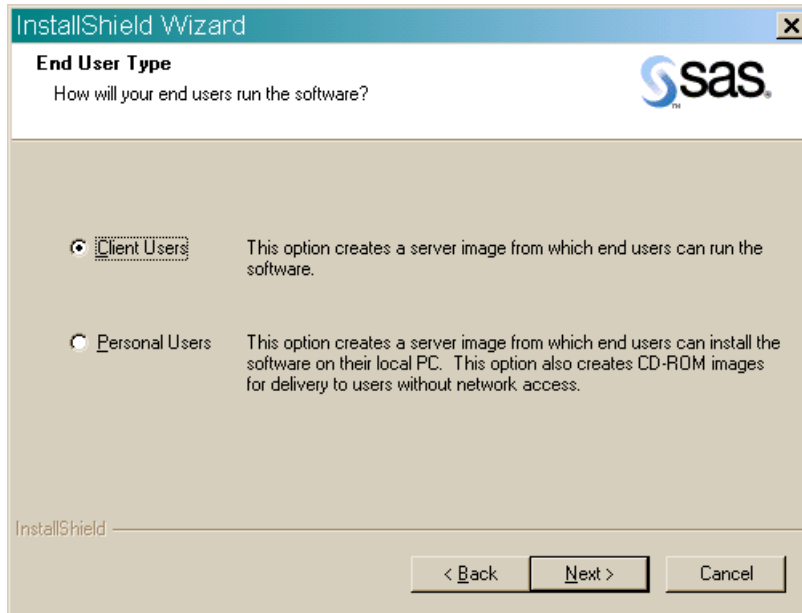 InstallShield Wizard
End User Type
How will your end users run the software?
sas.
TM
Client Users
This option creates a server image from which end users can run the
software.
Personal Users
This option creates a server image from which end users can install the
software on their local PC. This option also creates CD-ROM images
for delivery to users without network access.
InstallShield
< Back
Next >
Cancel